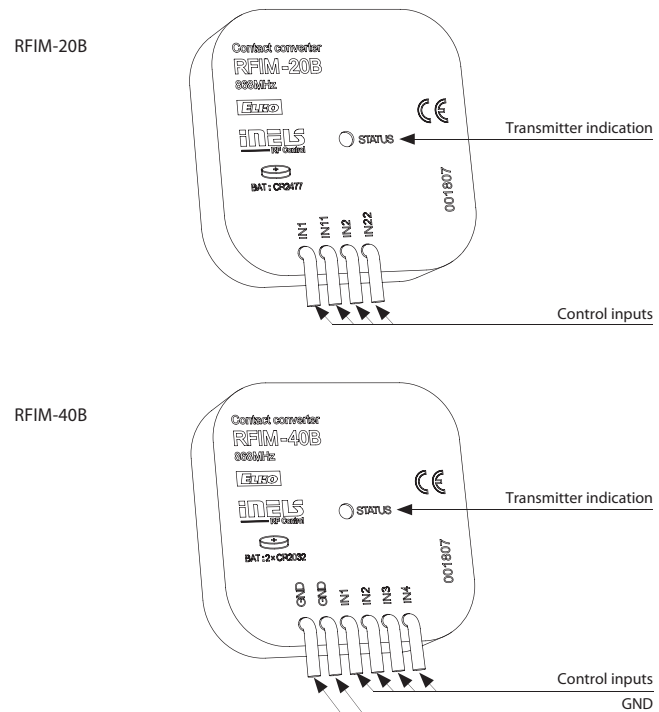 RFIM-20B
Contact converter
RFIM-20B
868MHz
ELKO
iNELS
RF Control
BAT : CR2477
STATUS
CE
001807
Transmitter indication
IN1 IN11 IN2 IN22
Control inputs
RFIM-40B
Contact converter
RFIM-40B
868MHz
ELKO
iNELS
RF Control
BAT : 2×CR2032
STATUS
CE
001807
Transmitter indication
GND GND IN1 IN2 IN3 IN4
Control inputs
GND